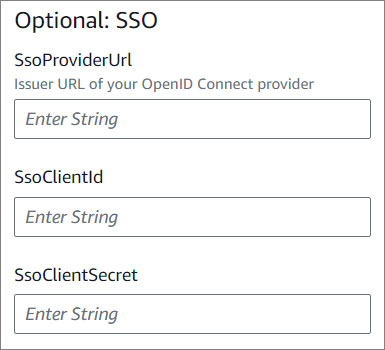 Optional: SSO
SsoProviderUrl
Issuer URL of your OpenID Connect provider
Enter String
SsoClientId
Enter String
SsoClientSecret
Enter String